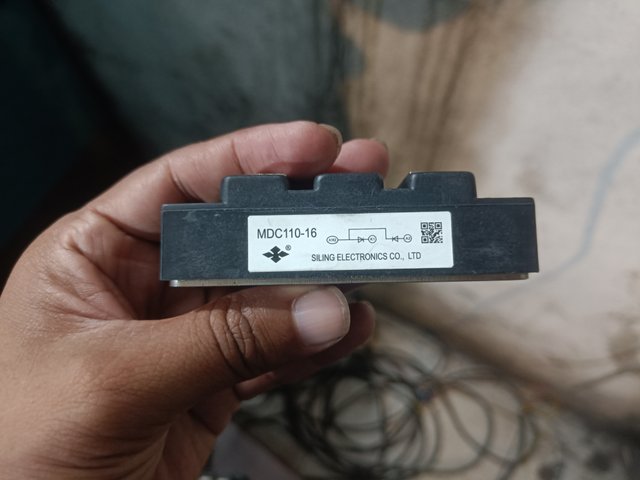 MDC110-16
®
SILING ELECTRONICS CO., LTD